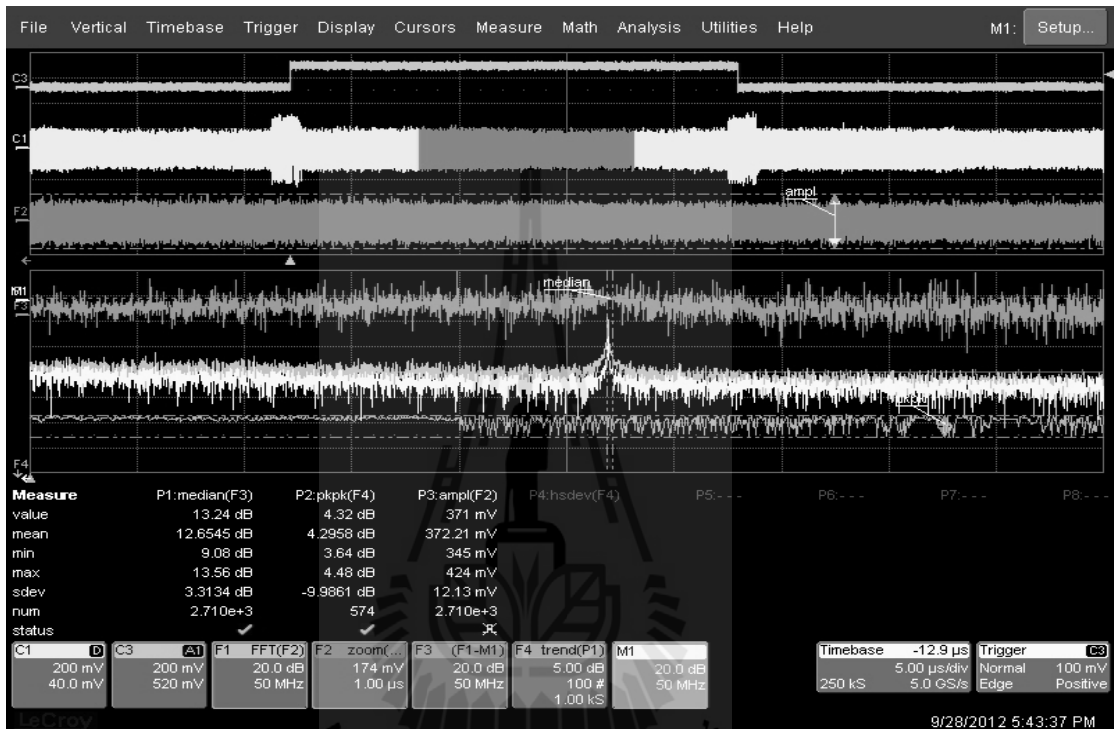 File Vertical Timebase Trigger Display Cursors Measure Math Analysis Utilities Help M1: Setup...
C3
C1
ampl
F2
M1
median
F3
F4
Measure P1:median(F3) P2:pkpk(F4) P3:ampl(F2) P4:hsdev(F4) P5:- - - P6:- - - P7:- - - P8:- - -
value 13.24 dB 4.32 dB 371 mV
mean 12.6545 dB 4.2958 dB 372.21 mV
min 9.08 dB 3.64 dB 345 mV
max 13.56 dB 4.48 dB 424 mV
sdev 3.3134 dB -9.9861 dB 12.13 mV
num 2.710e+3 574 2.710e+3
status
C1 D C3 A1 F1 FFT(F2) F2 zoom(... F3 (F1-M1) F4 trend(P1) M1 Timebase -12.9 µs Trigger C3
200 mV 200 mV 20.0 dB 174 mV 20.0 dB 5.00 dB 20.0 dB 5.00 µs/div Normal 100 mV
40.0 mV 520 mV 50 MHz 1.00 µs 50 MHz 100 # 50 MHz 250 kS 5.0 GS/s Edge Positive
1.00 kS
LeCroy 9/28/2012 5:43:37 PM